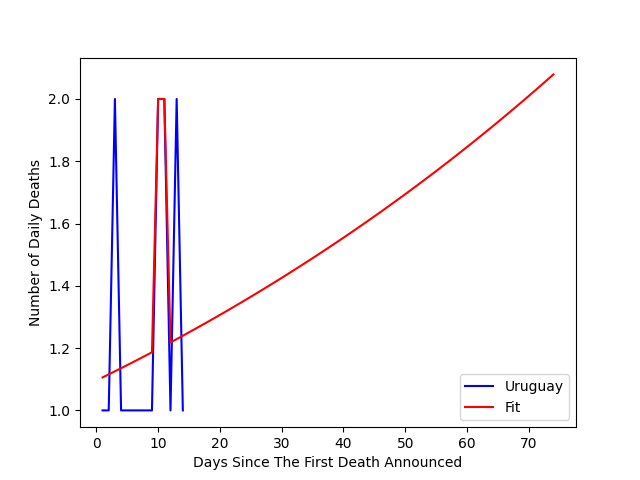 2.0
1.8
1.6
1.4
1.2
1.0
Number of Daily Deaths
0 10 20 30 40 50 60 70
Days Since The First Death Announced
Uruguay
Fit